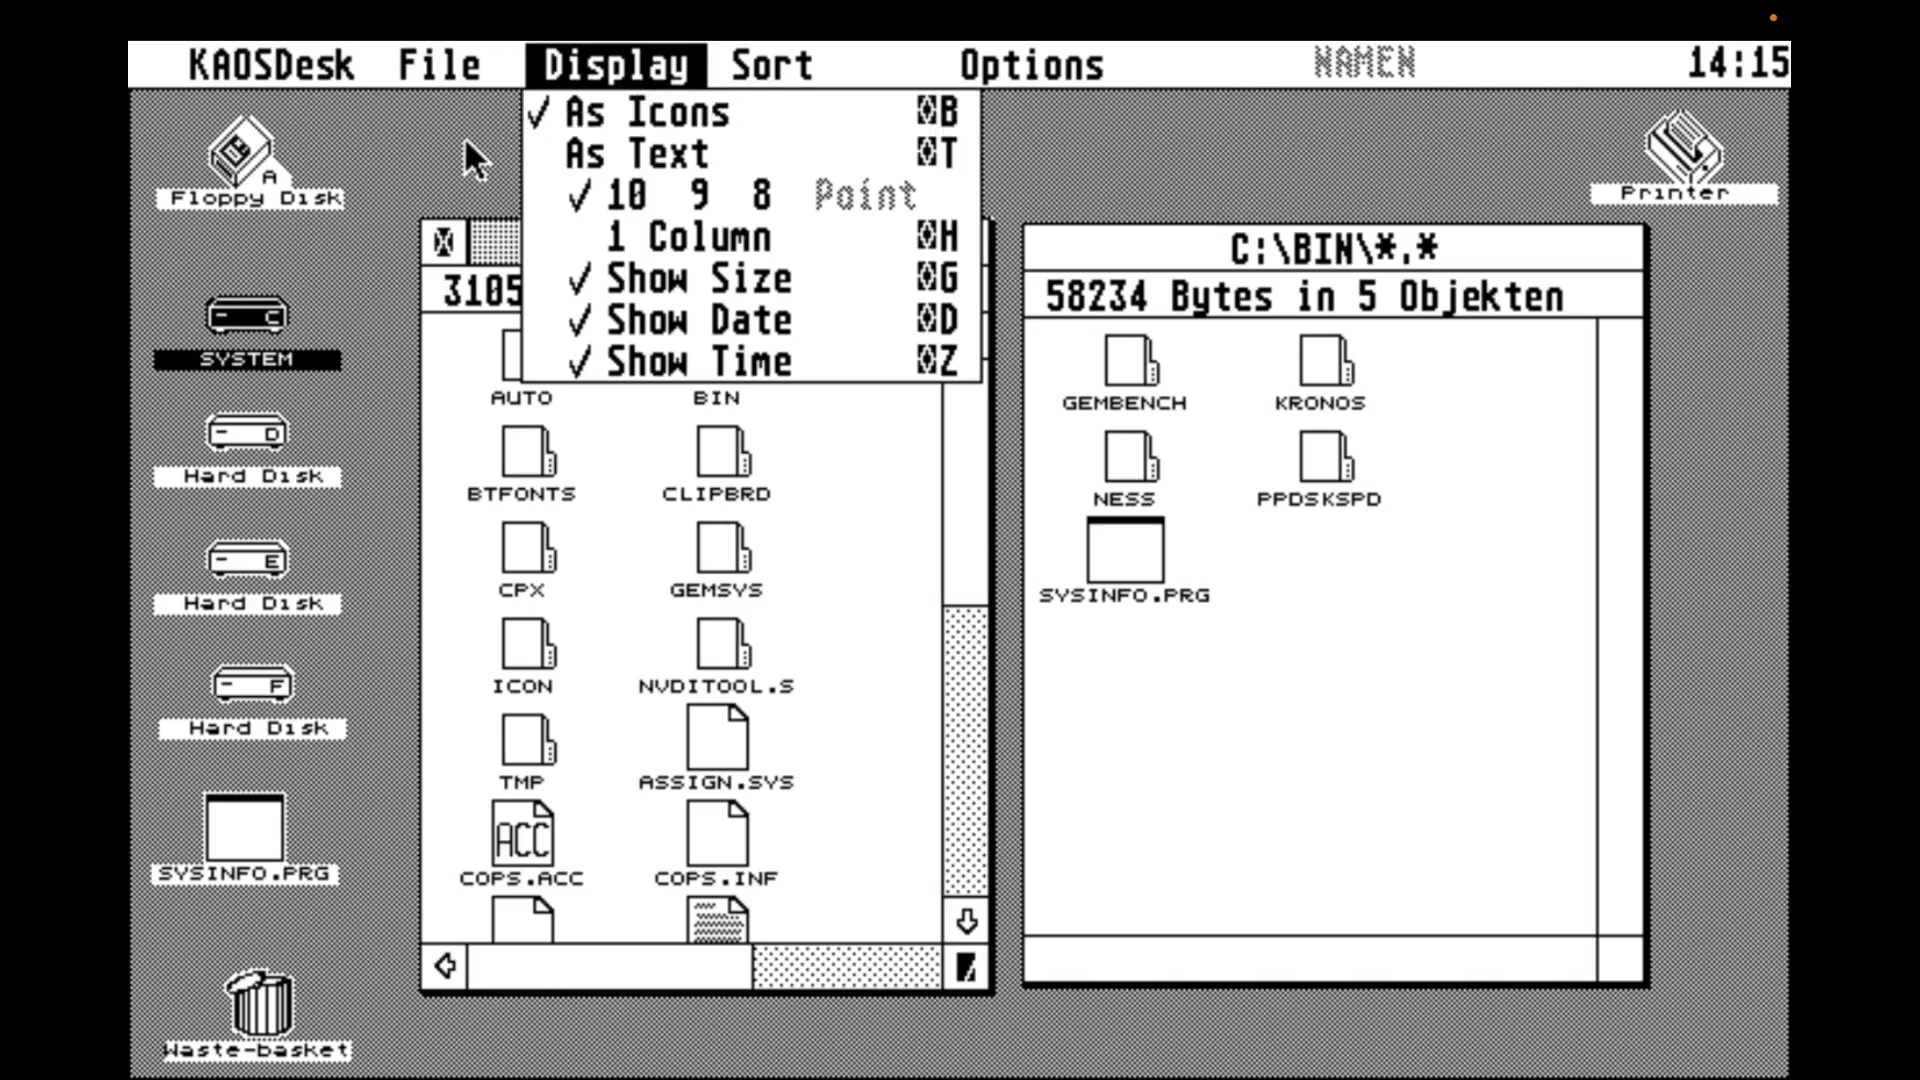 KAOSDesk File Display Sort Options NAMEN 14:15
✓ As Icons ◊B
As Text ◊T
✓ 10 9 8 Point
1 Column ◊H
✓ Show Size ◊G
✓ Show Date ◊D
✓ Show Time ◊Z
A
Floppy Disk
C
SYSTEM
D
Hard Disk
E
Hard Disk
F
Hard Disk
SYSINFO.PRG
Waste-basket
Printer
3105
AUTO BIN
BTFONTS CLIPBRD
CPX GEMSYS
ICON NVDITOOL.S
TMP ASSIGN.SYS
ACC
COPS.ACC COPS.INF
C:\BIN\*.*
58234 Bytes in 5 Objekten
GEMBENCH KRONOS
NESS PPDSKSPD
SYSINFO.PRG